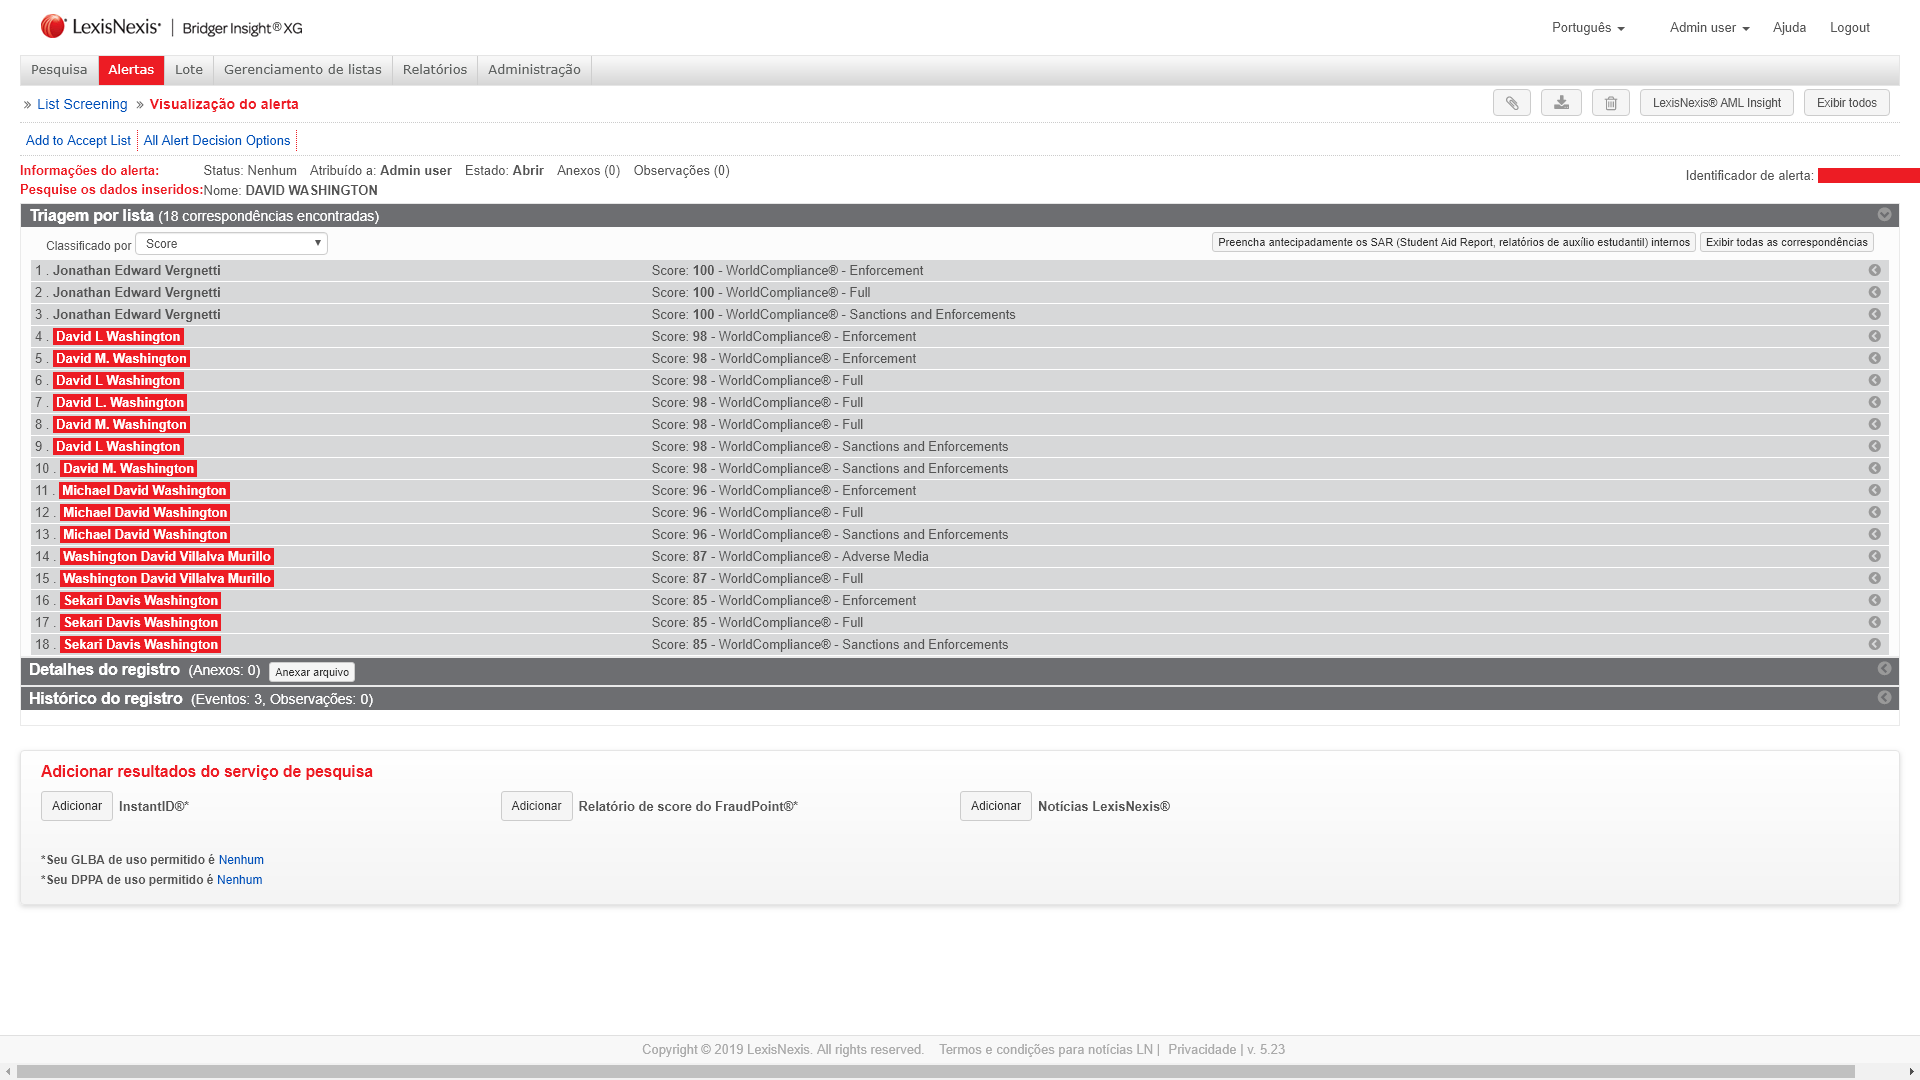 LexisNexis® | Bridger Insight® XG
Português
Admin user
Ajuda
Logout
Pesquisa
Alertas
Lote
Gerenciamento de listas
Relatórios
Administração
» List Screening » Visualização do alerta
LexisNexis® AML Insight
Exibir todos
Add to Accept List
All Alert Decision Options
Informações do alerta: Status: Nenhum Atribuído a: Admin user Estado: Abrir Anexos (0) Observações (0)
Identificador de alerta:
Pesquise os dados inseridos: Nome: DAVID WASHINGTON
Triagem por lista (18 correspondências encontradas)
Classificado por Score
Preencha antecipadamente os SAR (Student Aid Report, relatórios de auxílio estudantil) internos
Exibir todas as correspondências
1 . Jonathan Edward Vergnetti Score: 100 - WorldCompliance® - Enforcement
2 . Jonathan Edward Vergnetti Score: 100 - WorldCompliance® - Full
3 . Jonathan Edward Vergnetti Score: 100 - WorldCompliance® - Sanctions and Enforcements
4 . David L Washington Score: 98 - WorldCompliance® - Enforcement
5 . David M. Washington Score: 98 - WorldCompliance® - Enforcement
6 . David L Washington Score: 98 - WorldCompliance® - Full
7 . David L. Washington Score: 98 - WorldCompliance® - Full
8 . David M. Washington Score: 98 - WorldCompliance® - Full
9 . David L Washington Score: 98 - WorldCompliance® - Sanctions and Enforcements
10 . David M. Washington Score: 98 - WorldCompliance® - Sanctions and Enforcements
11 . Michael David Washington Score: 96 - WorldCompliance® - Enforcement
12 . Michael David Washington Score: 96 - WorldCompliance® - Full
13 . Michael David Washington Score: 96 - WorldCompliance® - Sanctions and Enforcements
14 . Washington David Villalva Murillo Score: 87 - WorldCompliance® - Adverse Media
15 . Washington David Villalva Murillo Score: 87 - WorldCompliance® - Full
16 . Sekari Davis Washington Score: 85 - WorldCompliance® - Enforcement
17 . Sekari Davis Washington Score: 85 - WorldCompliance® - Full
18 . Sekari Davis Washington Score: 85 - WorldCompliance® - Sanctions and Enforcements
Detalhes do registro (Anexos: 0) Anexar arquivo
Histórico do registro (Eventos: 3, Observações: 0)
Adicionar resultados do serviço de pesquisa
Adicionar InstantID®*
Adicionar Relatório de score do FraudPoint®*
Adicionar Notícias LexisNexis®
*Seu GLBA de uso permitido é Nenhum
*Seu DPPA de uso permitido é Nenhum
Copyright © 2019 LexisNexis. All rights reserved. Termos e condições para notícias LN | Privacidade | v. 5.23